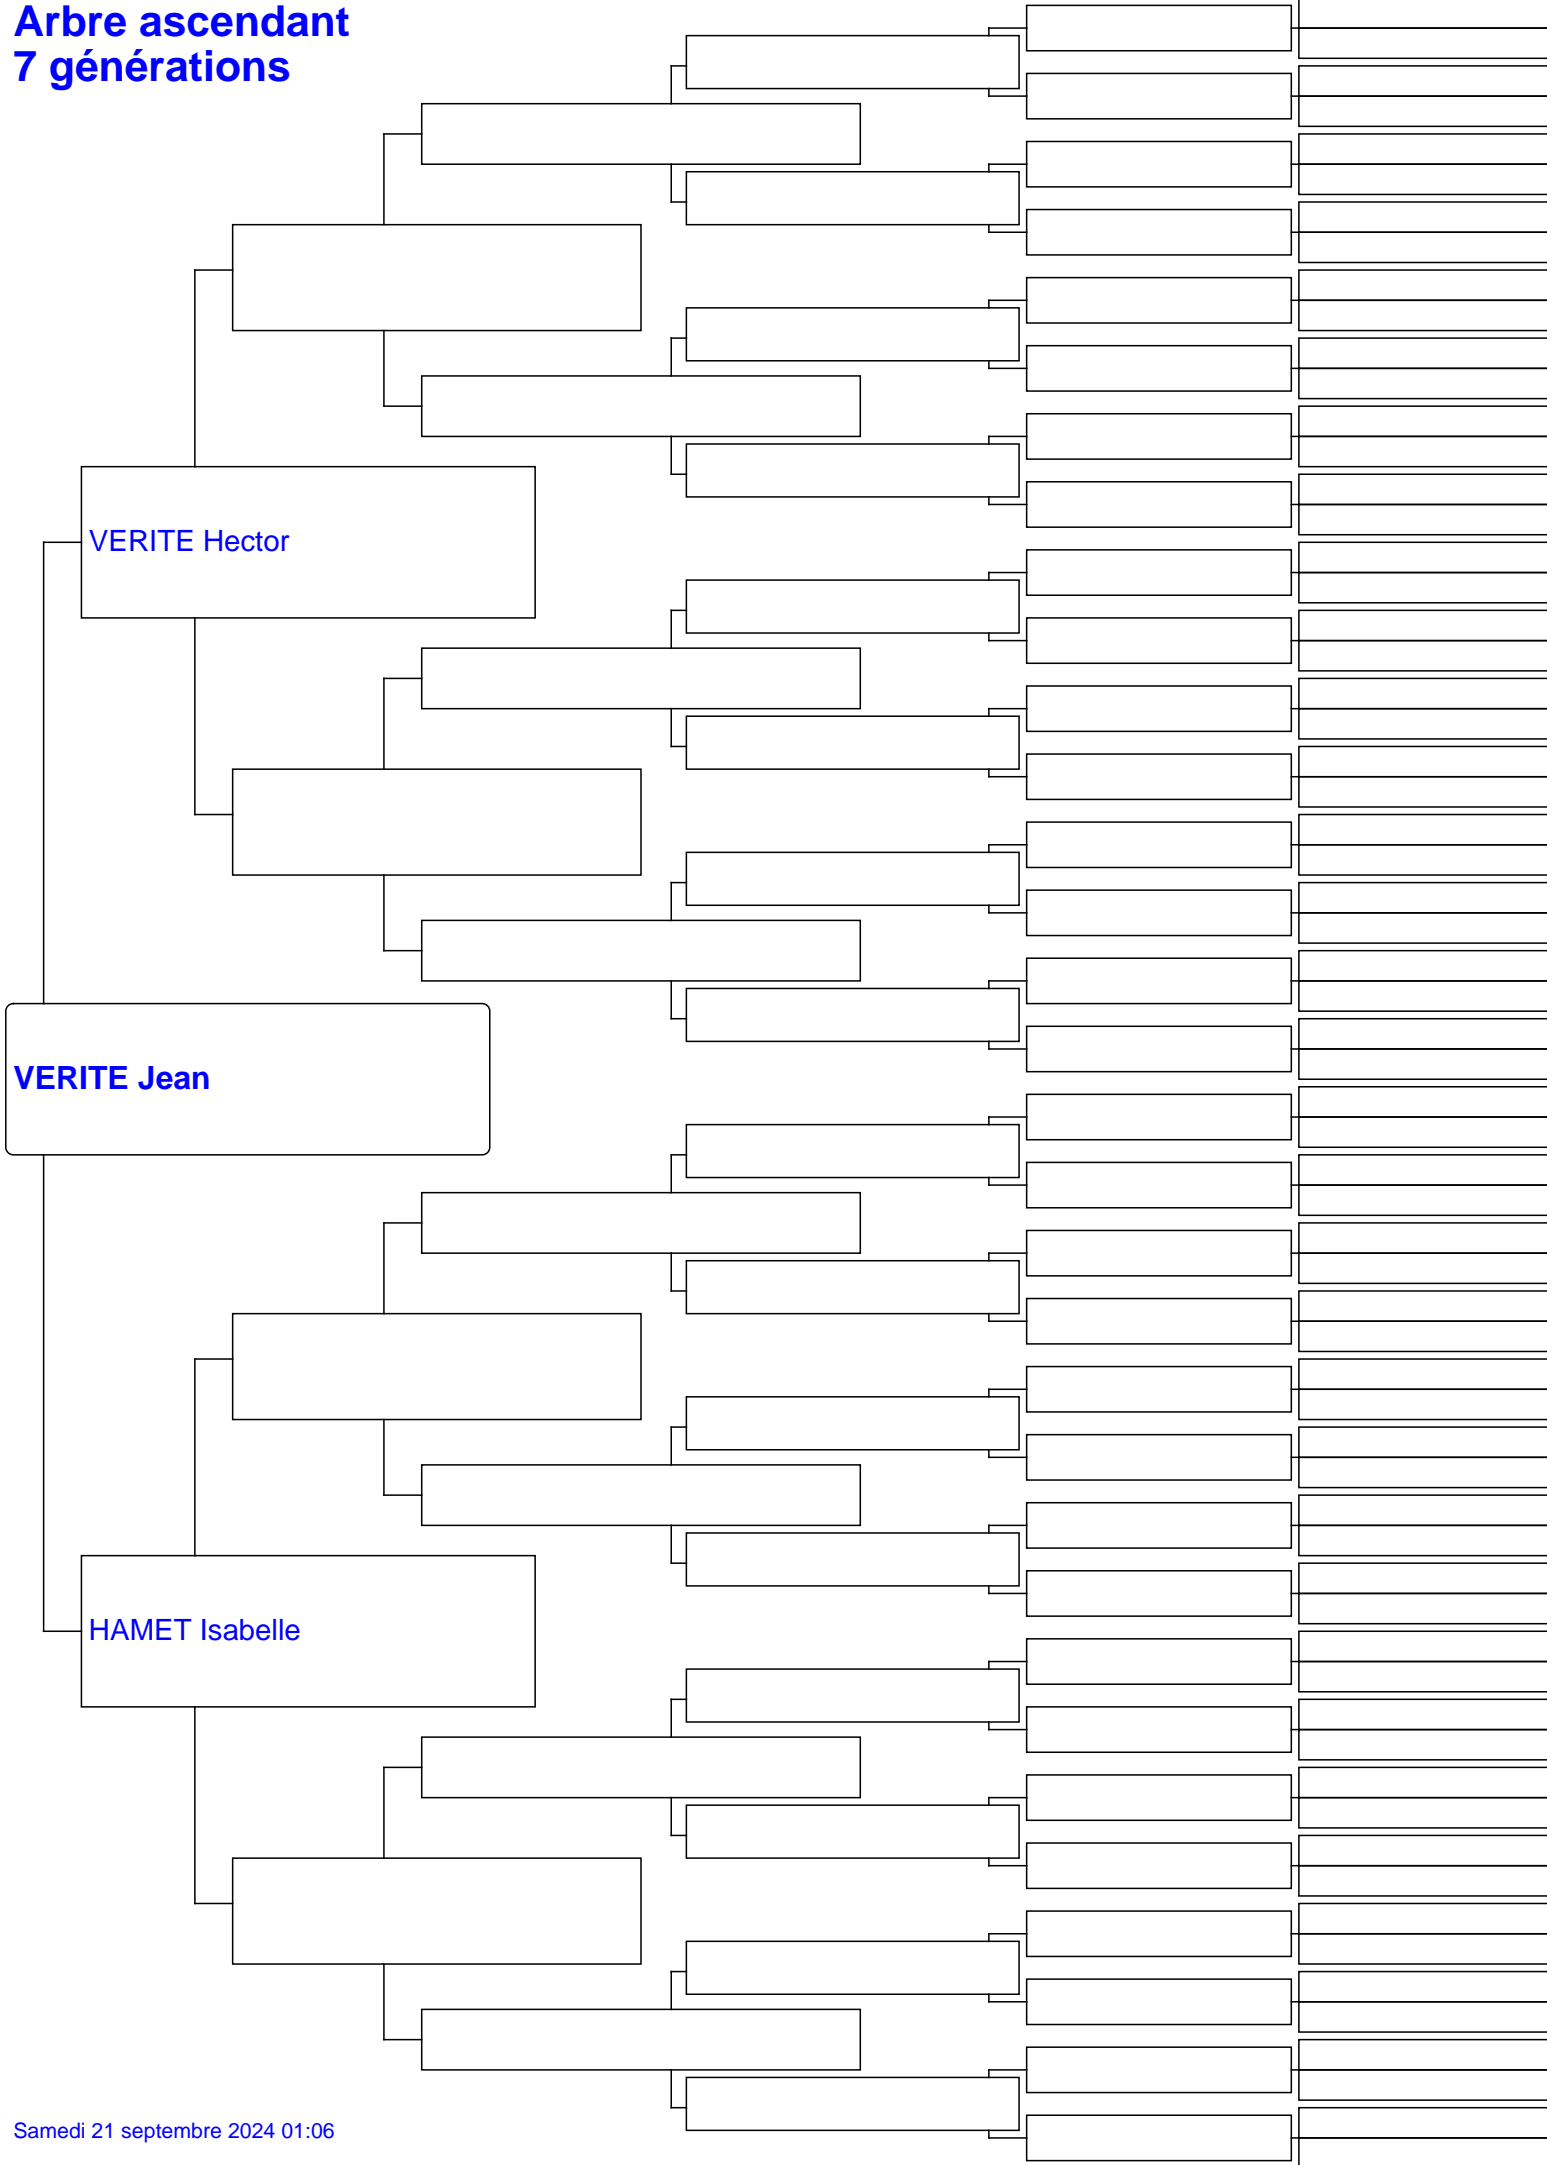 Arbre ascendant
7 générations
VERITE Hector
VERITE Jean
HAMET Isabelle
Samedi 21 septembre 2024 01:06